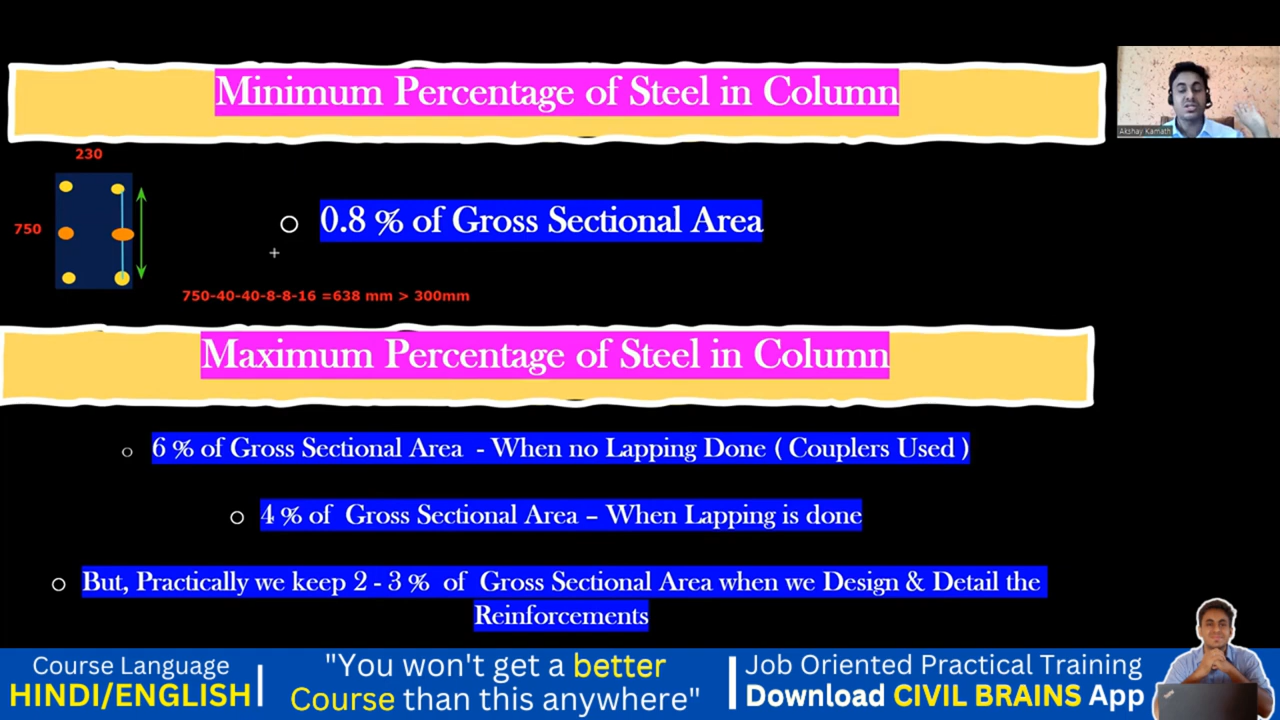 Minimum Percentage of Steel in Column
Akshay Kamath
230
750
0.8 % of Gross Sectional Area
750-40-40-8-8-16 =638 mm > 300mm
Maximum Percentage of Steel in Column
6 % of Gross Sectional Area - When no Lapping Done ( Couplers Used )
4 % of Gross Sectional Area – When Lapping is done
But, Practically we keep 2 - 3 % of Gross Sectional Area when we Design & Detail the
Reinforcements
Course Language
HINDI/ENGLISH
"You won't get a better
Course than this anywhere"
Job Oriented Practical Training
Download CIVIL BRAINS App